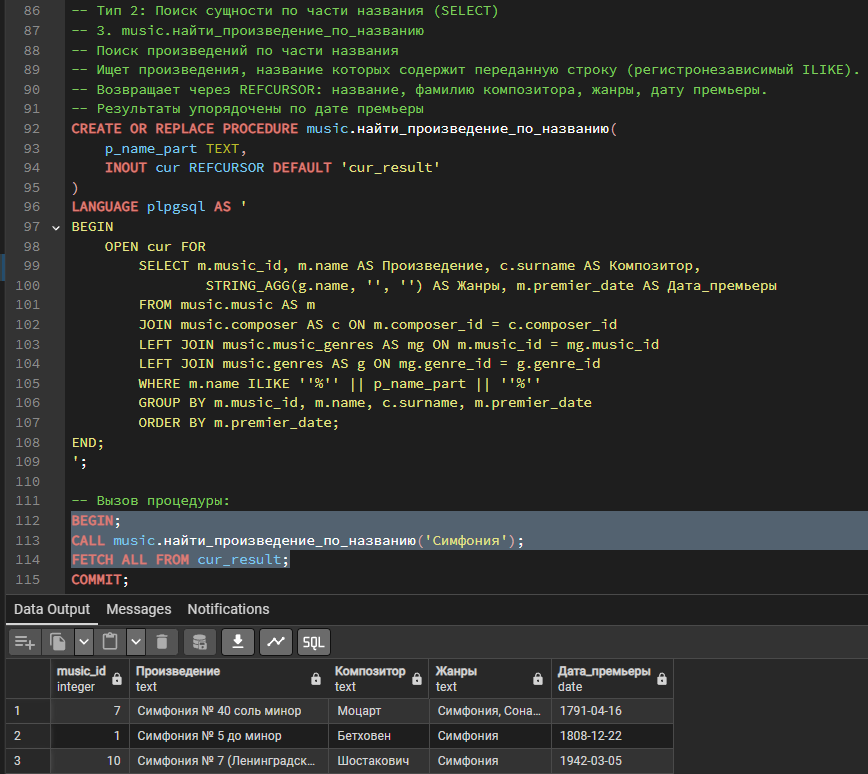 86 -- Тип 2: Поиск сущности по части названия (SELECT)
87 -- 3. music.найти_произведение_по_названию
88 -- Поиск произведений по части названия
89 -- Ищет произведения, название которых содержит переданную строку (регистронезависимый ILIKE).
90 -- Возвращает через REFCURSOR: название, фамилию композитора, жанры, дату премьеры.
91 -- Результаты упорядочены по дате премьеры
92 CREATE OR REPLACE PROCEDURE music.найти_произведение_по_названию(
93     p_name_part TEXT,
94     INOUT cur REFCURSOR DEFAULT 'cur_result'
95 )
96 LANGUAGE plpgsql AS '
97 BEGIN
98     OPEN cur FOR
99         SELECT m.music_id, m.name AS Произведение, c.surname AS Композитор,
100                STRING_AGG(g.name, '', '') AS Жанры, m.premier_date AS Дата_премьеры
101         FROM music.music AS m
102         JOIN music.composer AS c ON m.composer_id = c.composer_id
103         LEFT JOIN music.music_genres AS mg ON m.music_id = mg.music_id
104         LEFT JOIN music.genres AS g ON mg.genre_id = g.genre_id
105         WHERE m.name ILIKE ''%'' || p_name_part || ''%''
106         GROUP BY m.music_id, m.name, c.surname, m.premier_date
107         ORDER BY m.premier_date;
108 END;
109 ';
110
111 -- Вызов процедуры:
112 BEGIN;
113 CALL music.найти_произведение_по_названию('Симфония');
114 FETCH ALL FROM cur_result;
115 COMMIT;
Data Output Messages Notifications
SQL
music_id Произведение Композитор Жанры Дата_премьеры
integer text text text date
1 7 Симфония № 40 соль минор Моцарт Симфония, Сона... 1791-04-16
2 1 Симфония № 5 до минор Бетховен Симфония 1808-12-22
3 10 Симфония № 7 (Ленинградск... Шостакович Симфония 1942-03-05